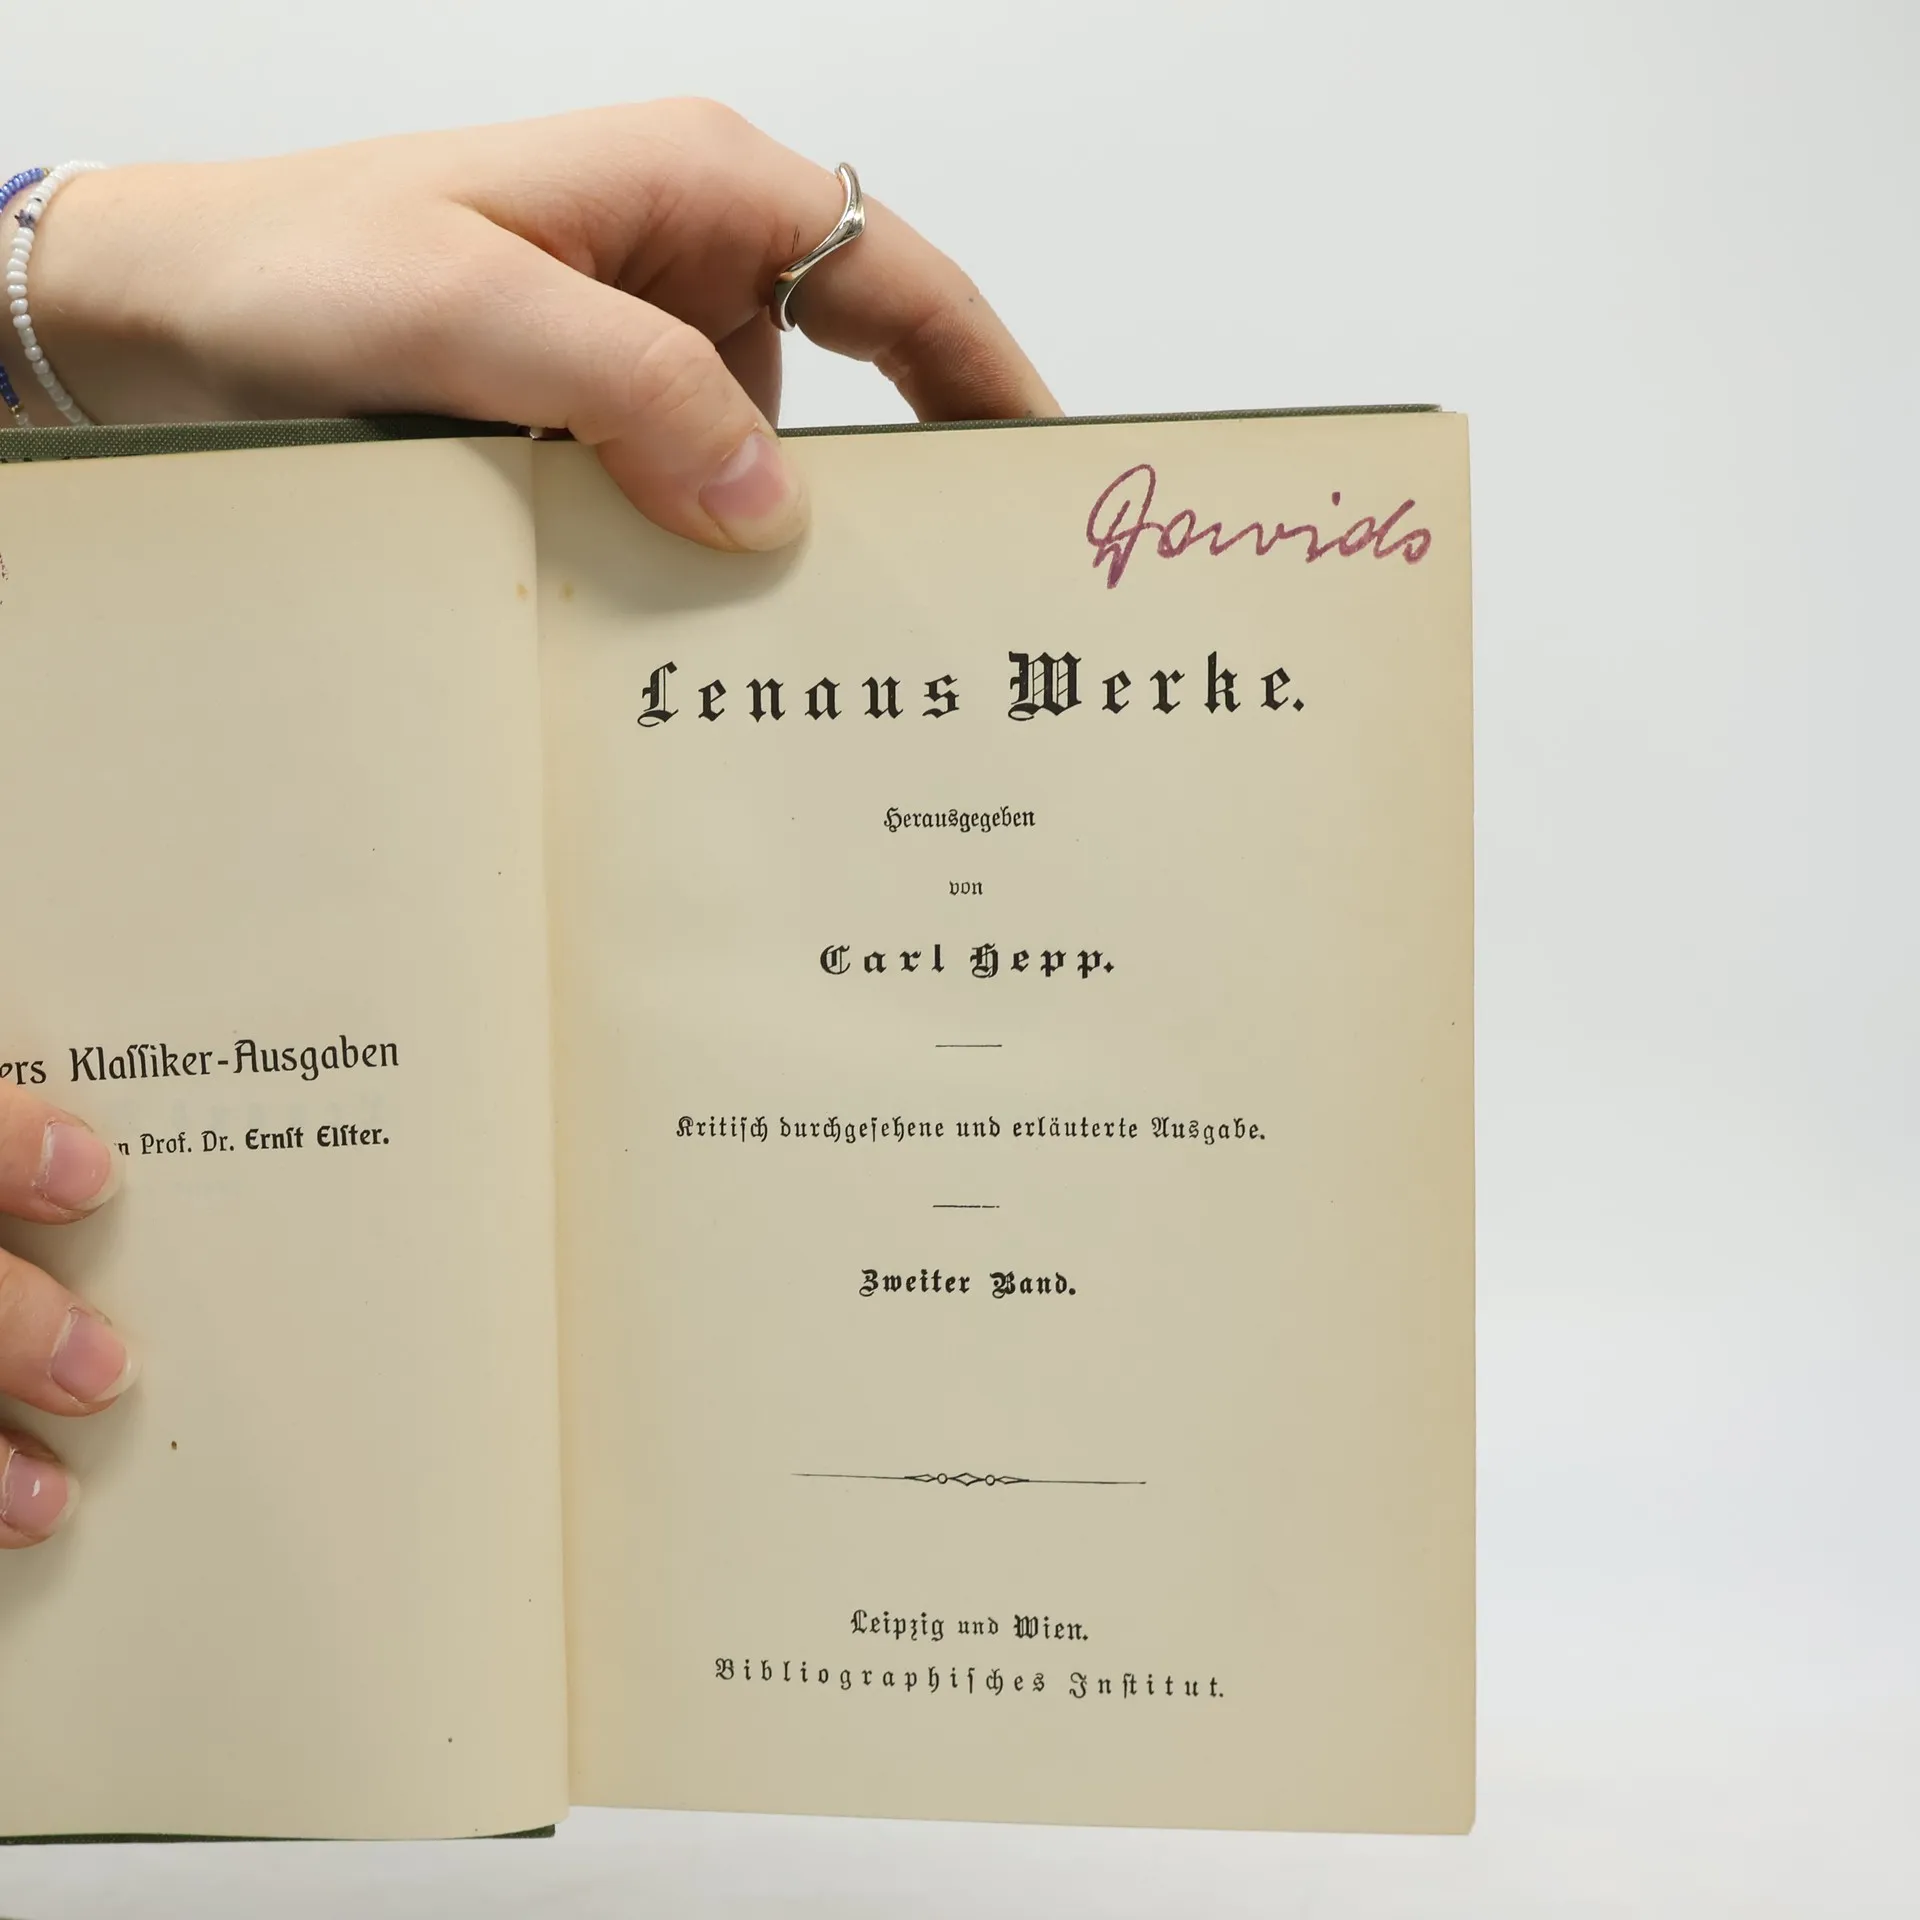 ers Klaſſiker-Ausgaben
n Prof. Dr. Ernſt Elſter.
Lenaus Werke.
Herausgegeben
von
Carl Hepp.
Kritiſch durchgeſehene und erläuterte Ausgabe.
Zweiter Band.
Leipzig und Wien.
Bibliographiſches Inſtitut.